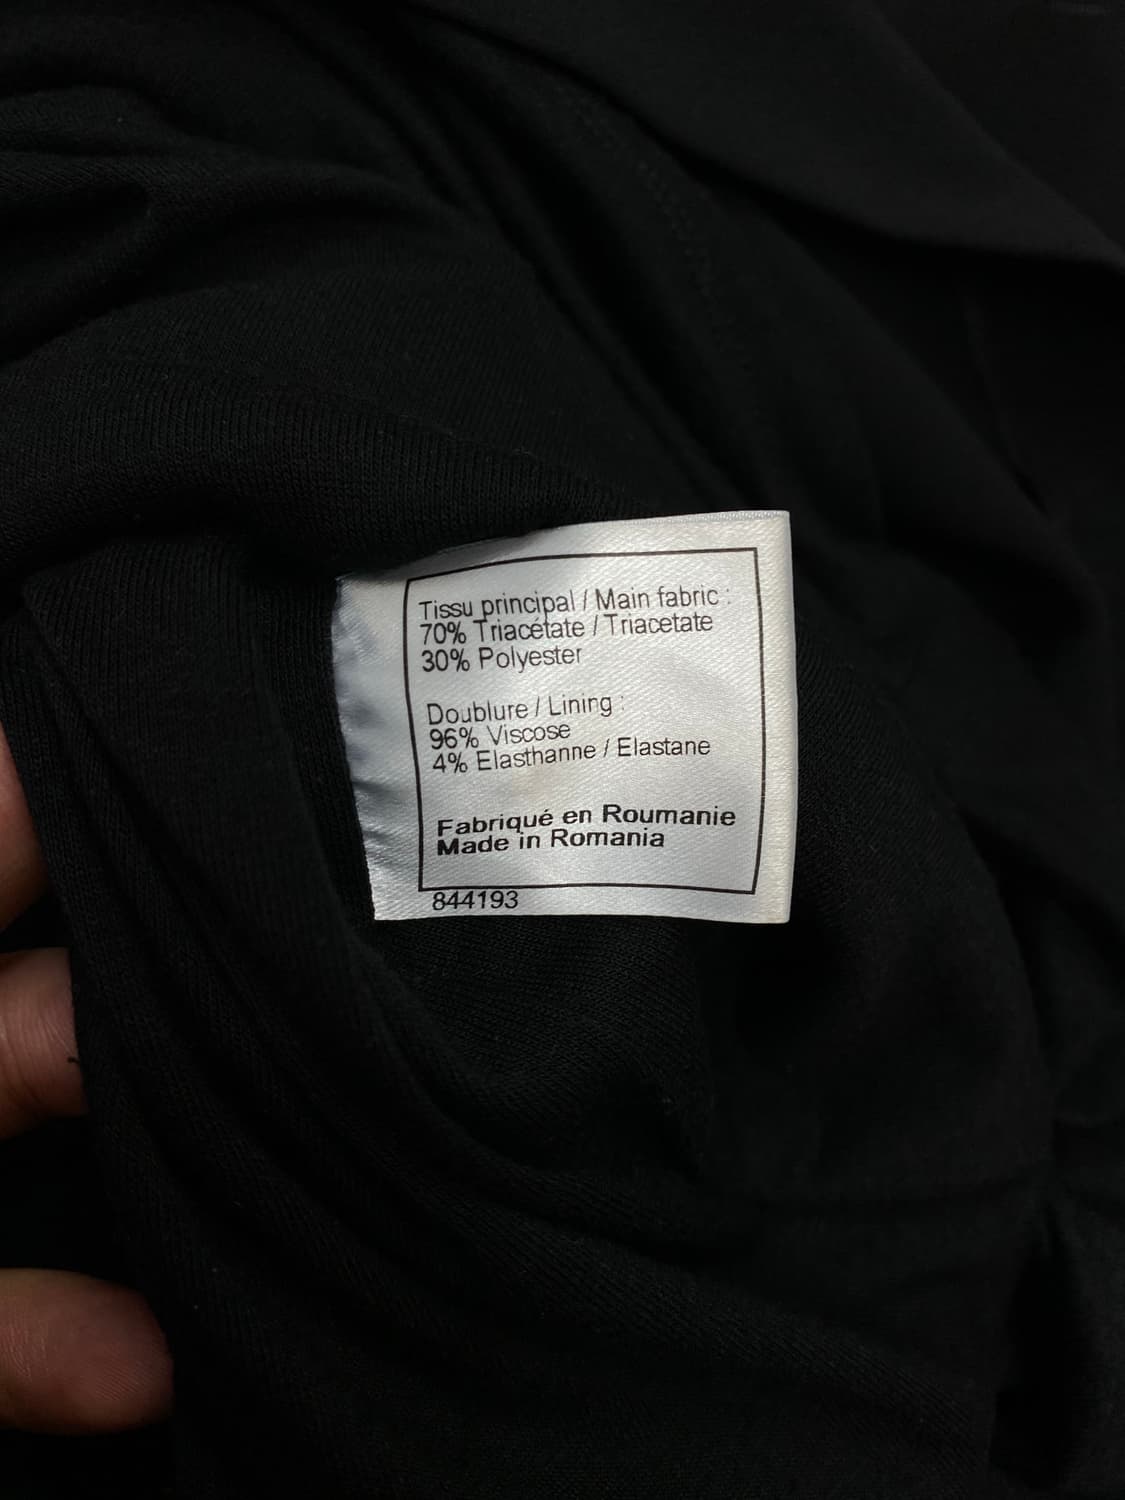 Tissu principal / Main fabric :
70% Triacétate / Triacetate
30% Polyester
Doublure / Lining :
96% Viscose
4% Elasthanne / Elastane
Fabriqué en Roumanie
Made in Romania
844193